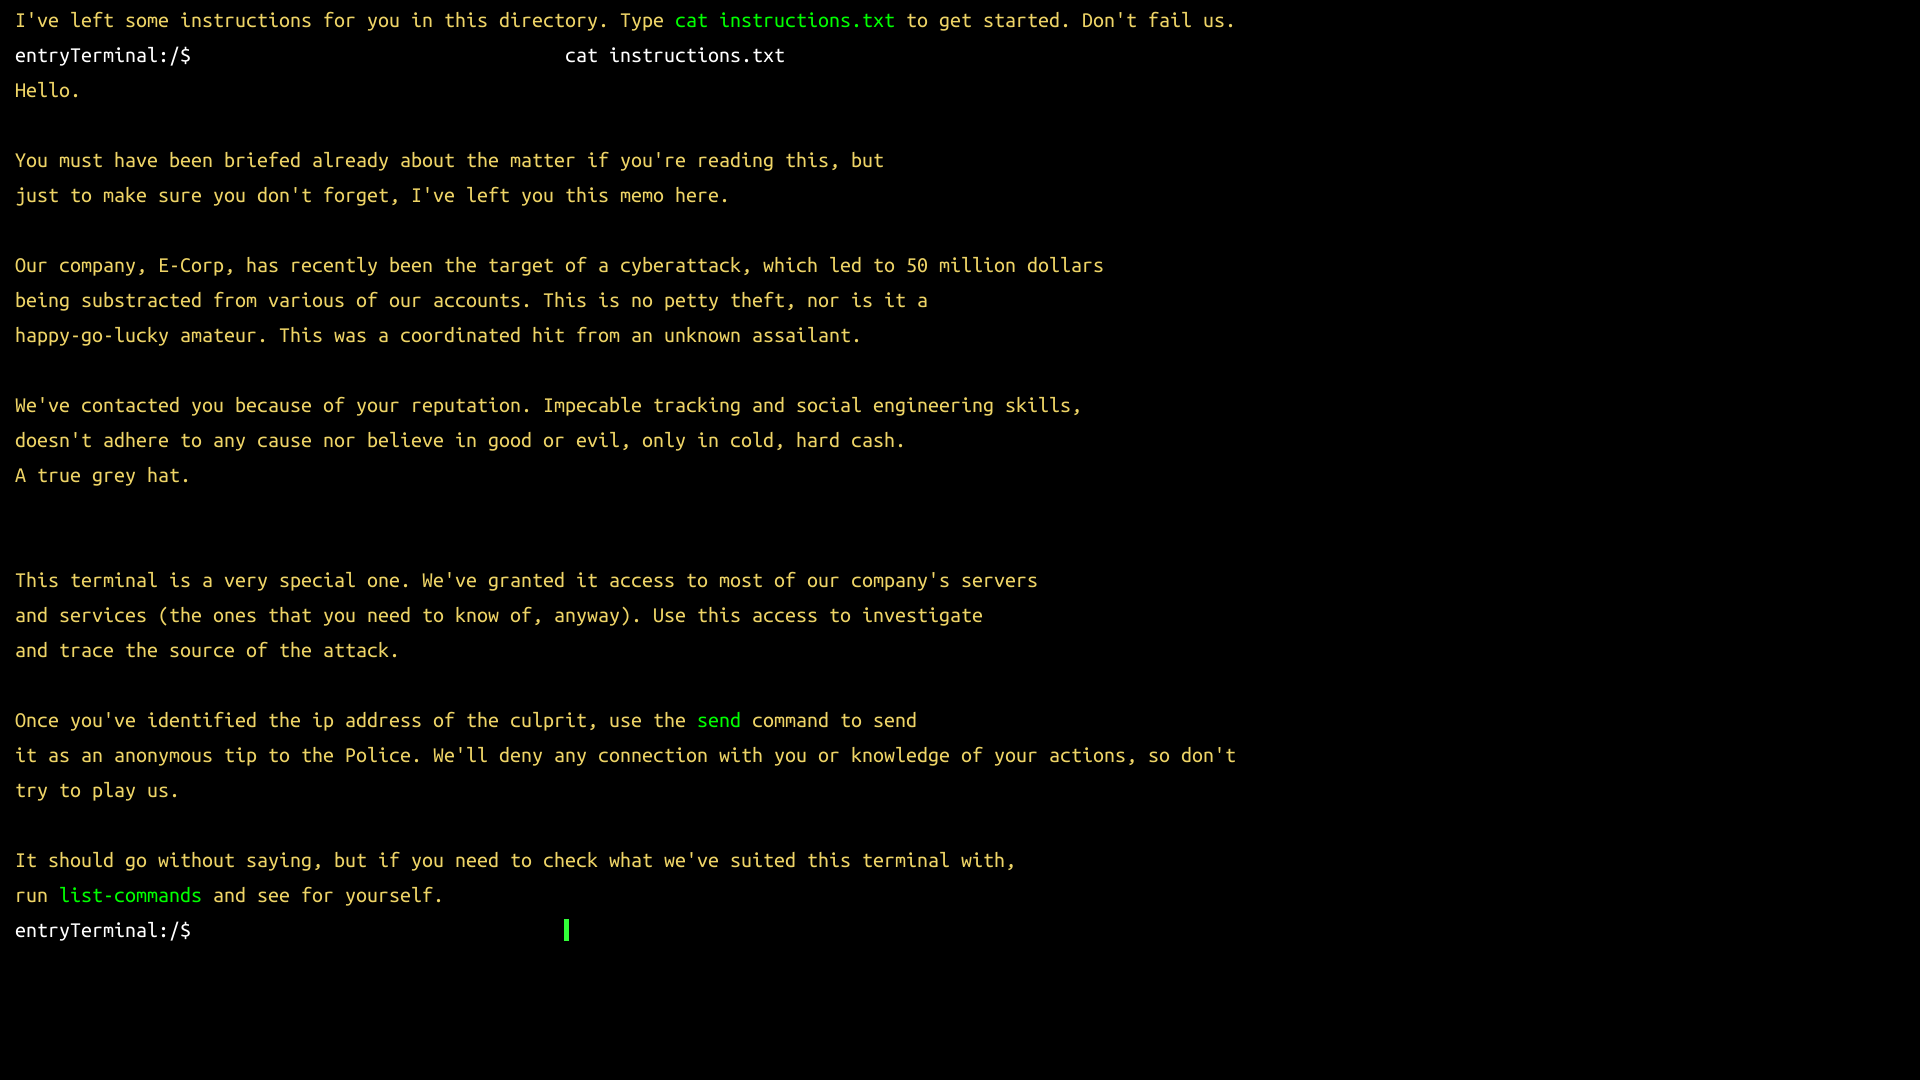 I've left some instructions for you in this directory. Type cat instructions.txt to get started. Don't fail us.
entryTerminal:/$ cat instructions.txt
Hello.
You must have been briefed already about the matter if you're reading this, but
just to make sure you don't forget, I've left you this memo here.
Our company, E-Corp, has recently been the target of a cyberattack, which led to 50 million dollars
being substracted from various of our accounts. This is no petty theft, nor is it a
happy-go-lucky amateur. This was a coordinated hit from an unknown assailant.
We've contacted you because of your reputation. Impecable tracking and social engineering skills,
doesn't adhere to any cause nor believe in good or evil, only in cold, hard cash.
A true grey hat.
This terminal is a very special one. We've granted it access to most of our company's servers
and services (the ones that you need to know of, anyway). Use this access to investigate
and trace the source of the attack.
Once you've identified the ip address of the culprit, use the send command to send
it as an anonymous tip to the Police. We'll deny any connection with you or knowledge of your actions, so don't
try to play us.
It should go without saying, but if you need to check what we've suited this terminal with,
run list-commands and see for yourself.
entryTerminal:/$